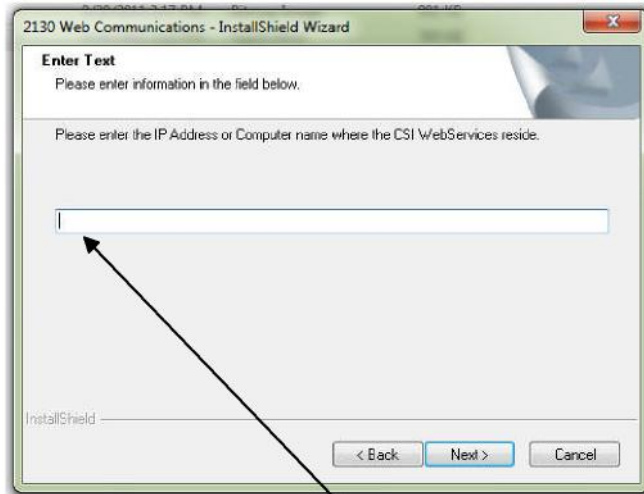 2130 Web Communications - InstallShield Wizard
Enter Text
Please enter information in the field below.
Please enter the IP Address or Computer name where the CSI WebServices reside.
InstallShield
< Back
Next >
Cancel